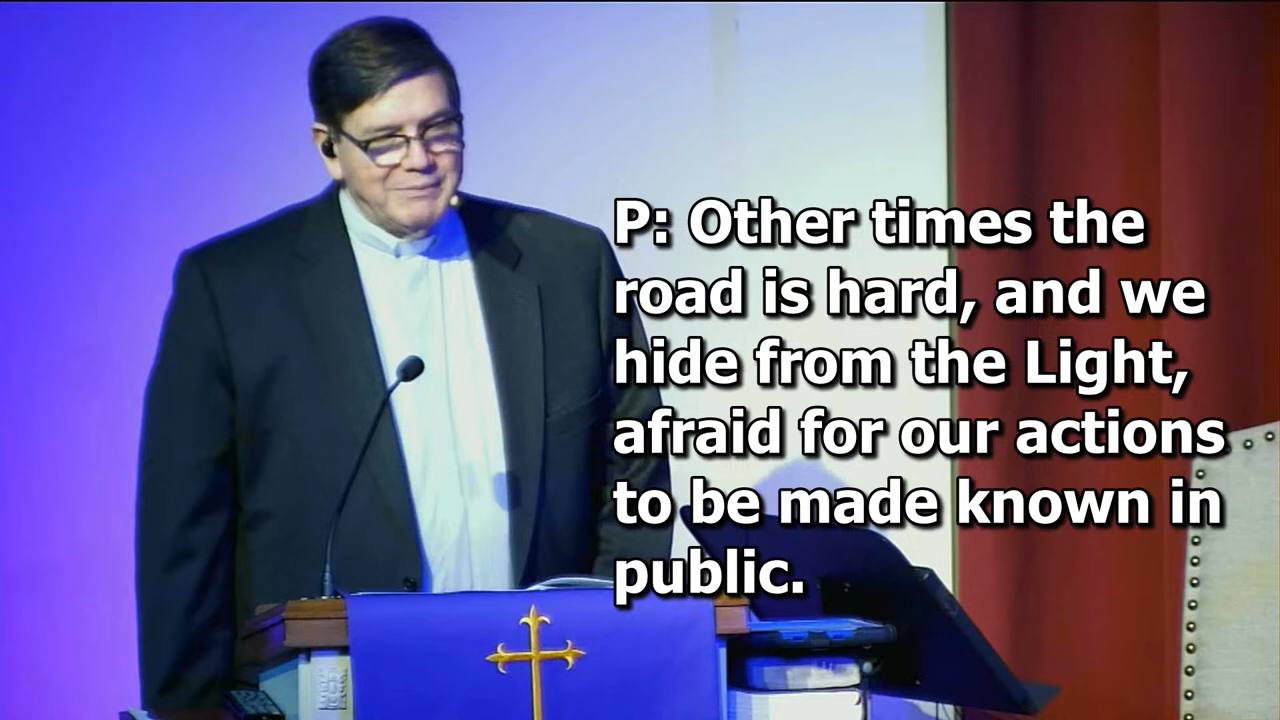 P: Other times the
road is hard, and we
hide from the Light,
afraid for our actions
to be made known in
public.